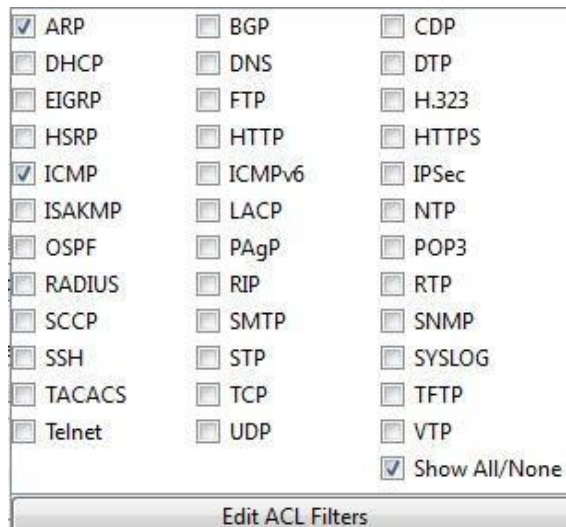 ARP BGP CDP
DHCP DNS DTP
EIGRP FTP H.323
HSRP HTTP HTTPS
ICMP ICMPv6 IPSec
ISAKMP LACP NTP
OSPF PAgP POP3
RADIUS RIP RTP
SCCP SMTP SNMP
SSH STP SYSLOG
TACACS TCP TFTP
Telnet UDP VTP
Show All/None
Edit ACL Filters